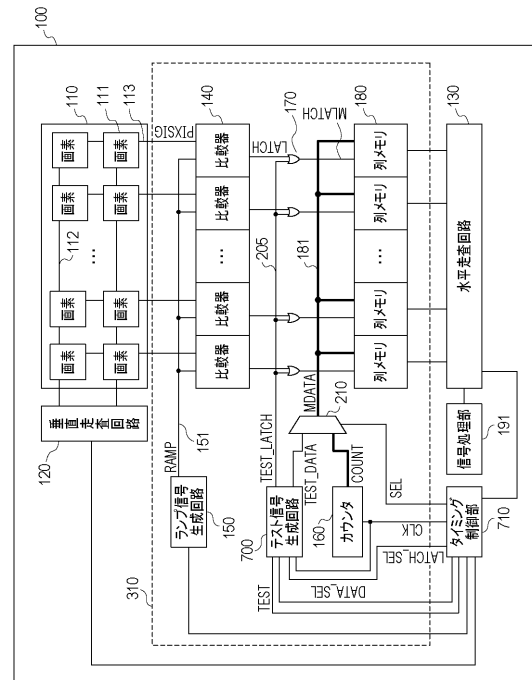 100
110
111
113
112
画素 画素 … 画素 画素
画素 画素 … 画素 画素
垂直走査回路
120
310
PIXSIG
140
比較器 比較器 … 比較器 比較器
RAMP
151
ランプ信号
生成回路
150
LATCH
170
205
TEST_LATCH
MLATCH
181
180
列メモリ 列メモリ … 列メモリ 列メモリ
MDATA
210
TEST_DATA
COUNT
700
テスト信号
生成回路
160
カウンタ
TEST
DATA_SEL
LATCH_SEL
CLK
SEL
130
水平走査回路
信号処理部
191
タイミング
制御部
710